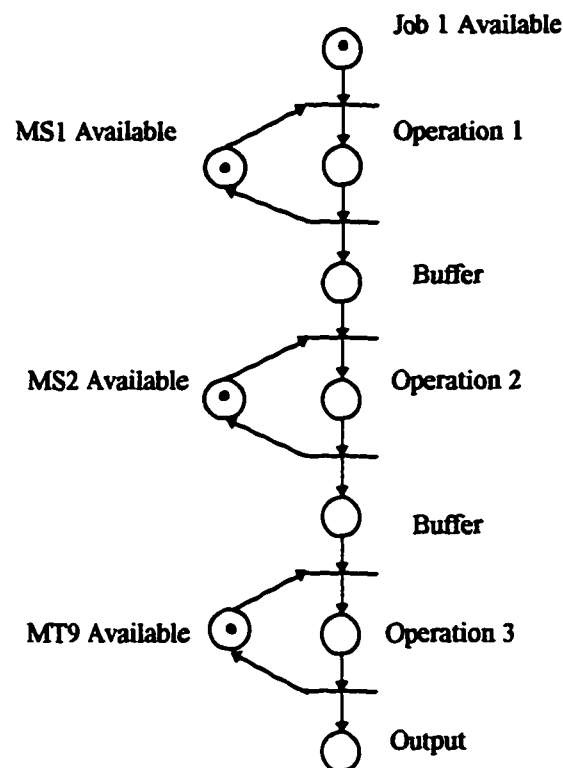 Job 1 Available
MS1 Available
Operation 1
Buffer
MS2 Available
Operation 2
Buffer
MT9 Available
Operation 3
Output